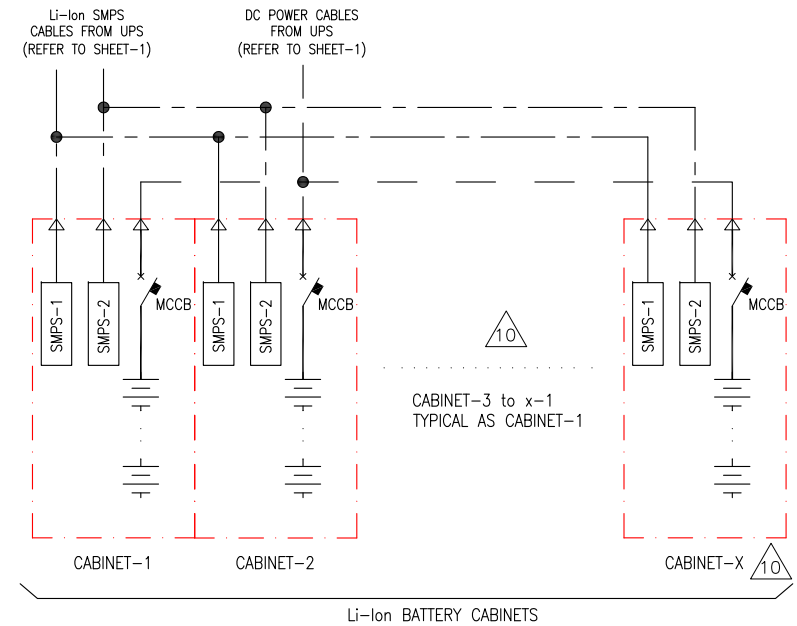 Li-Ion SMPS
CABLES FROM UPS
(REFER TO SHEET-1)
DC POWER CABLES
FROM UPS
(REFER TO SHEET-1)
SMPS-1
SMPS-2
MCCB
SMPS-1
SMPS-2
MCCB
SMPS-1
SMPS-2
MCCB
10
CABINET-3 to x-1
TYPICAL AS CABINET-1
CABINET-1
CABINET-2
CABINET-X
10
Li-Ion BATTERY CABINETS